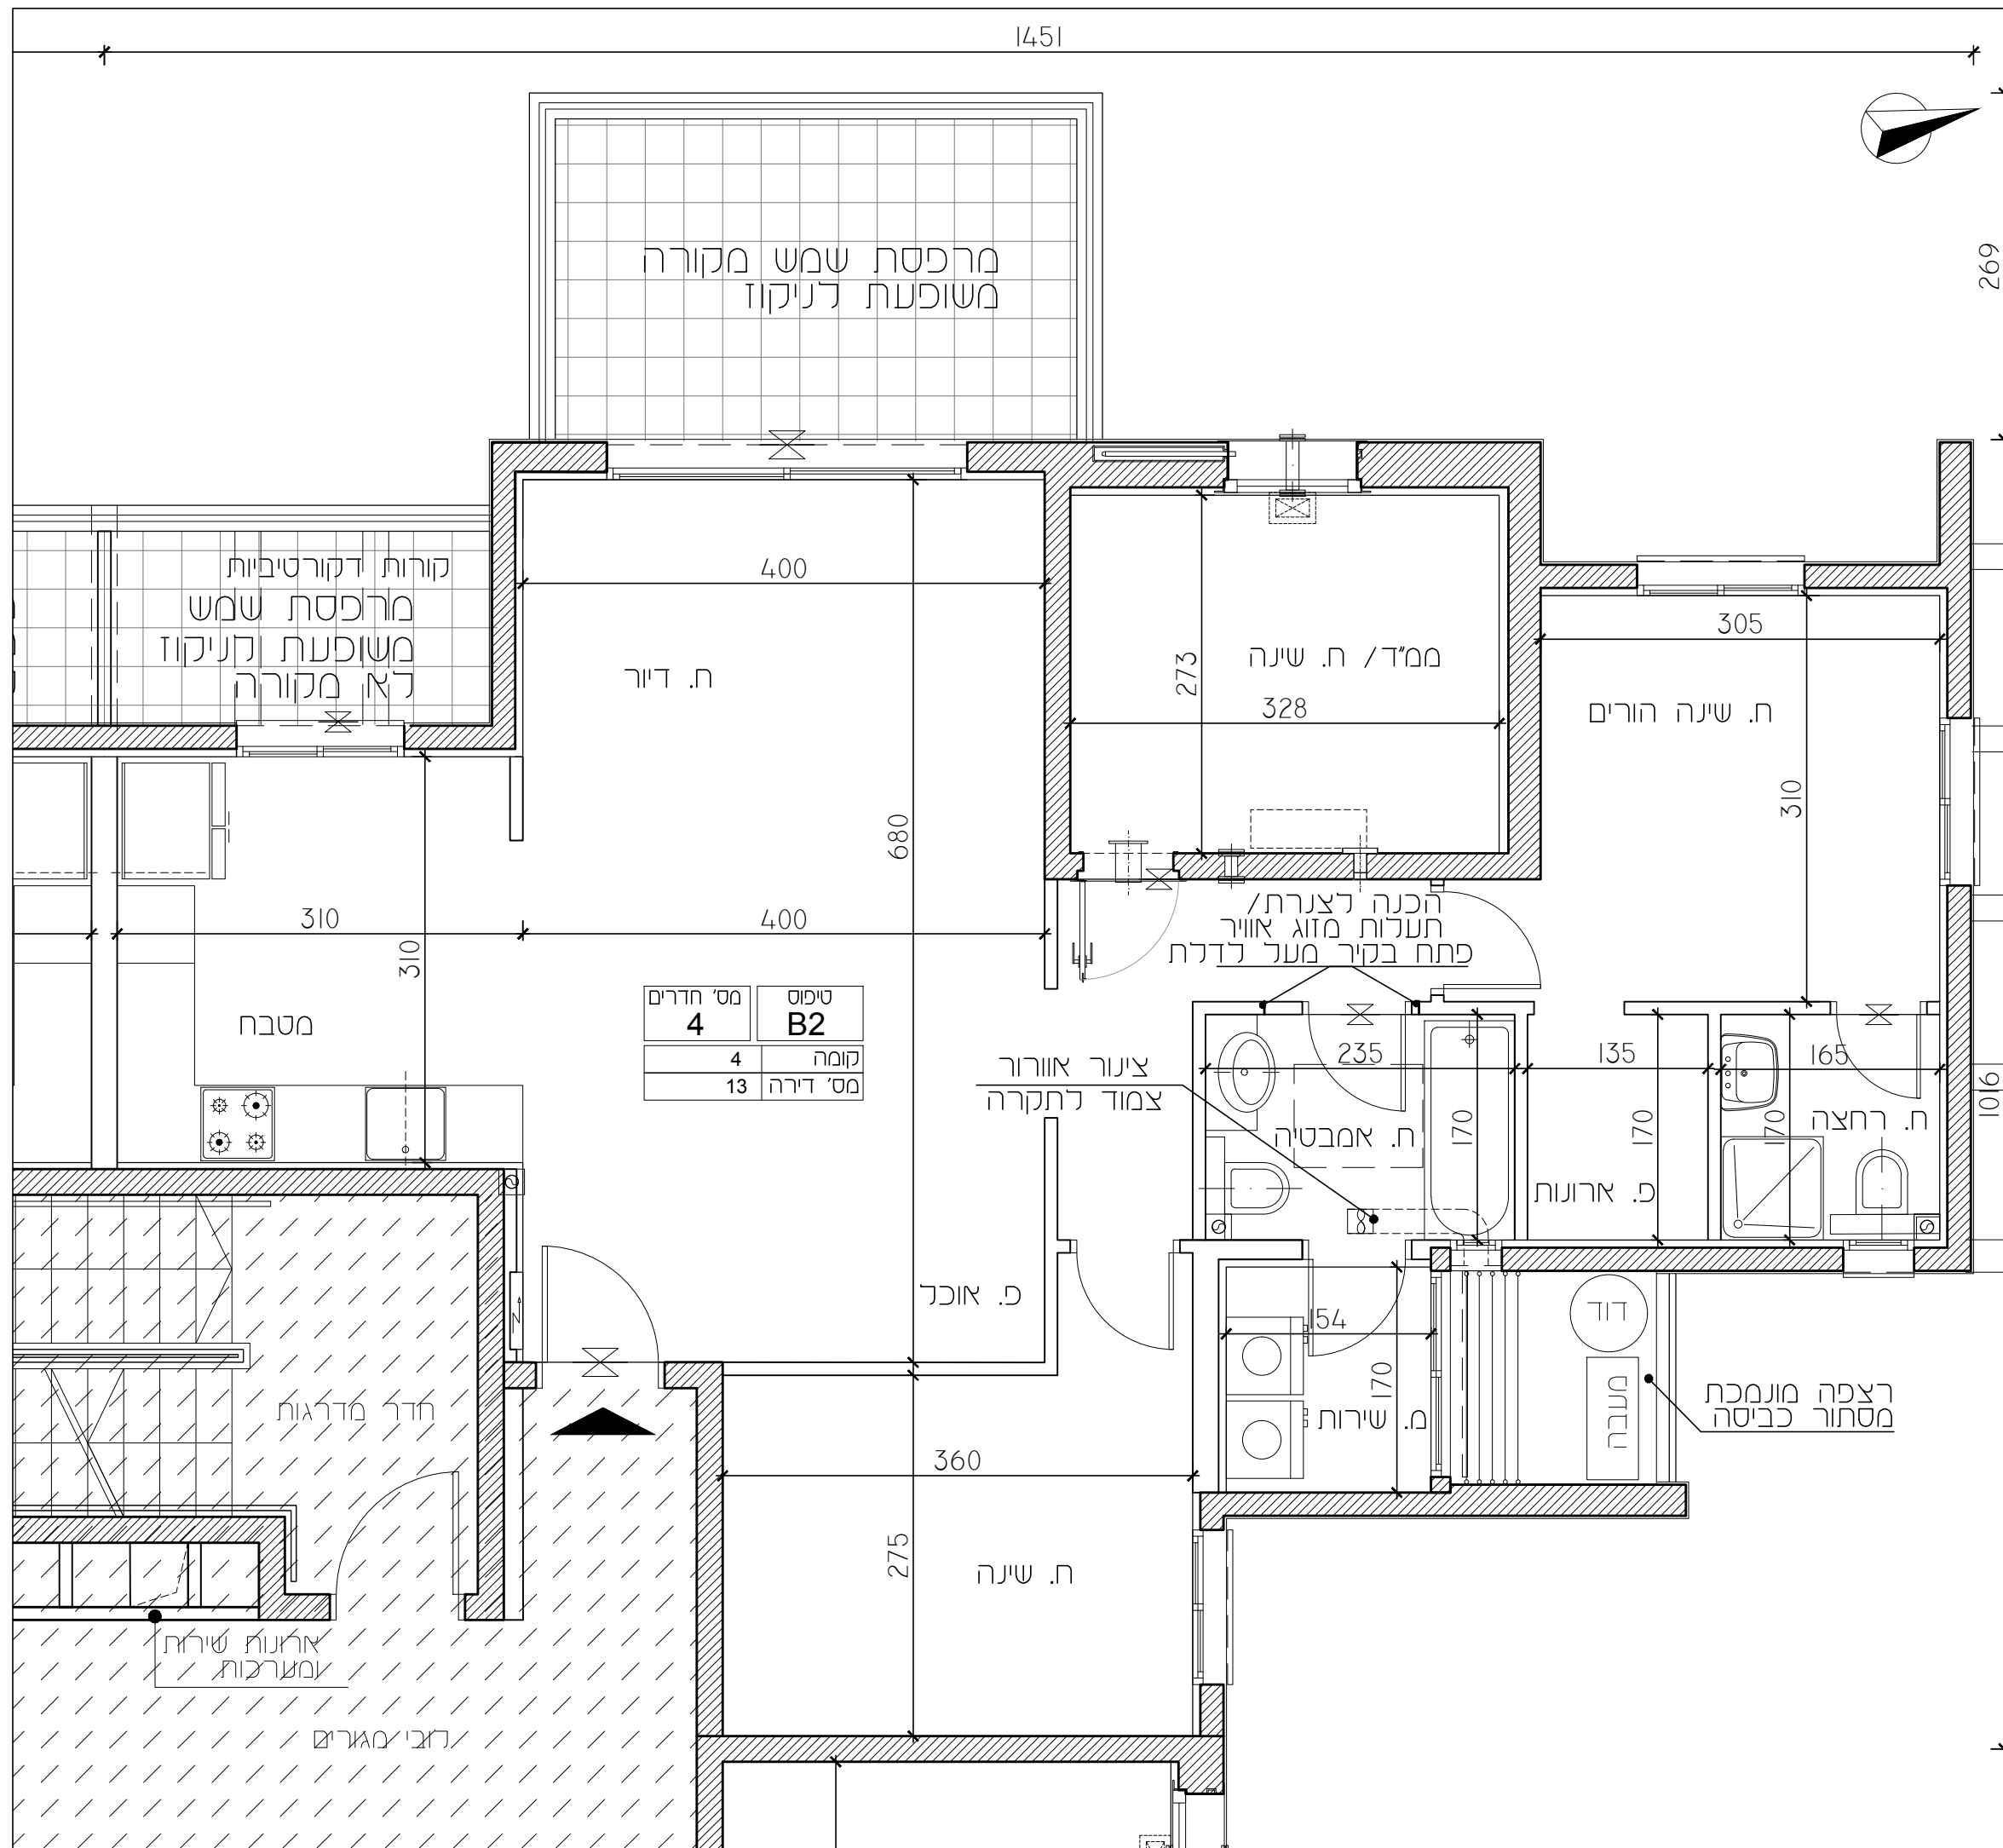 1451
269
מרפסת שמש מקורה
משופעת לניקוז
קורות דקורטיביות
מרפסת שמש
משופעת לניקוז
לא מקורה
400
ח. דיור
680
273
ממ"ד/ ח. שינה
328
305
ח. שינה הורים
310
310
310
400
מטבח
טיפוס
B2
מס' חדרים
4
קומה 4
מס' דירה 13
הכנה לצנרת/
תעלות מזוג אוויר
פתח בקיר מעל לדלת
צינור אוורור
צמוד לתקרה
235
ח. אמבטיה
170
135
170
פ. ארונות
165
170
ח. רחצה
1016
פ. אוכל
154
170
מ. שירות
דוד
מעבה
רצפה מונמכת
מסתור כביסה
חדר מדרגות
360
275
ח. שינה
ארונות שירות
ומערכות
לובי מגורים